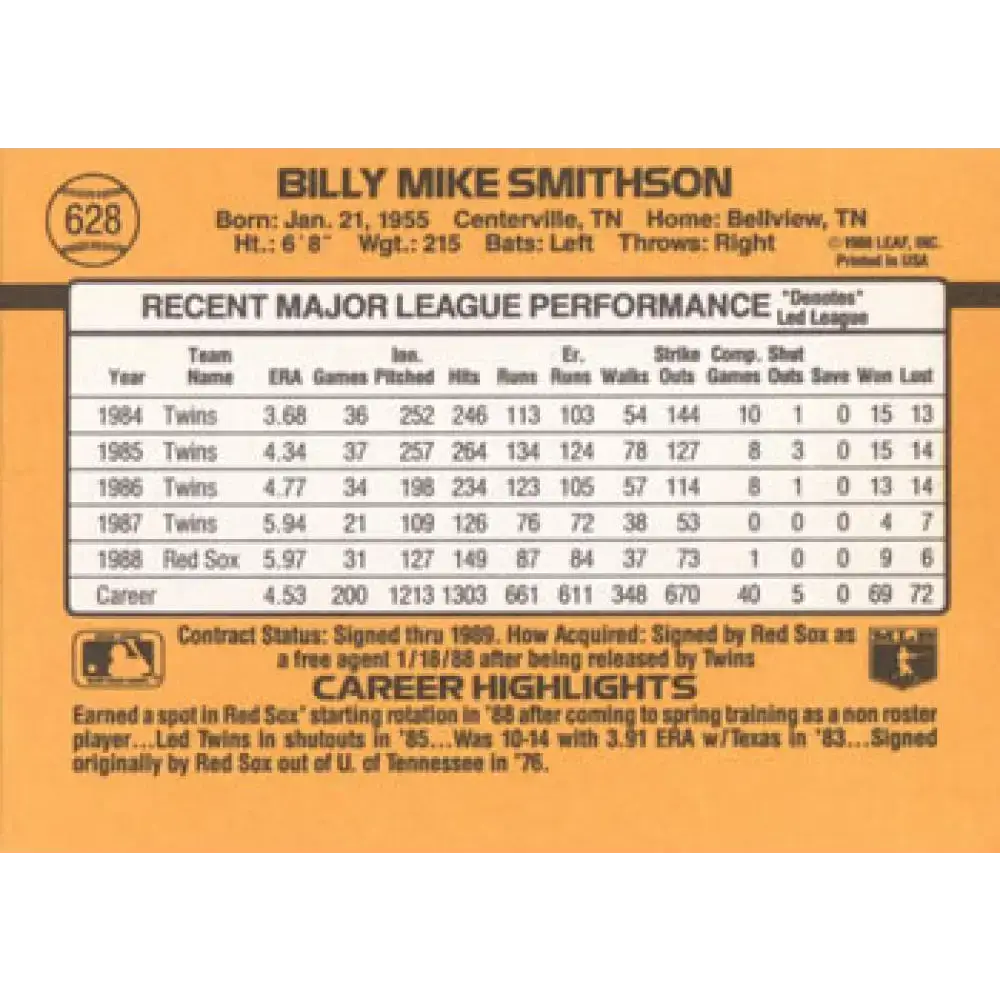 628
BILLY MIKE SMITHSON
Born: Jan. 21, 1955 Centerville, TN Home: Bellview, TN
Ht.: 6'8" Wgt.: 215 Bats: Left Throws: Right
© 1988 LEAF, INC.
Printed in USA
RECENT MAJOR LEAGUE PERFORMANCE
"Denotes" Led League
Year Team Name ERA Games Inn. Pitched Hits Runs Er. Runs Walks Strike Outs Comp. Games Shut Outs Save Won Lost
1984 Twins 3.68 36 252 246 113 103 54 144 10 1 0 15 13
1985 Twins 4.34 37 257 264 134 124 78 127 8 3 0 15 14
1986 Twins 4.77 34 198 234 123 105 57 114 8 1 0 13 14
1987 Twins 5.94 21 109 126 76 72 38 53 0 0 0 4 7
1988 Red Sox 5.97 31 127 149 87 84 37 73 1 0 0 9 6
Career 4.53 200 1213 1303 661 611 348 670 40 5 0 69 72
Contract Status: Signed thru 1989. How Acquired: Signed by Red Sox as
a free agent 1/18/88 after being released by Twins
CAREER HIGHLIGHTS
Earned a spot in Red Sox' starting rotation in '88 after coming to spring training as a non roster
player...Led Twins in shutouts in '85...Was 10-14 with 3.91 ERA w/Texas in '83...Signed
originally by Red Sox out of U. of Tennessee in '76.